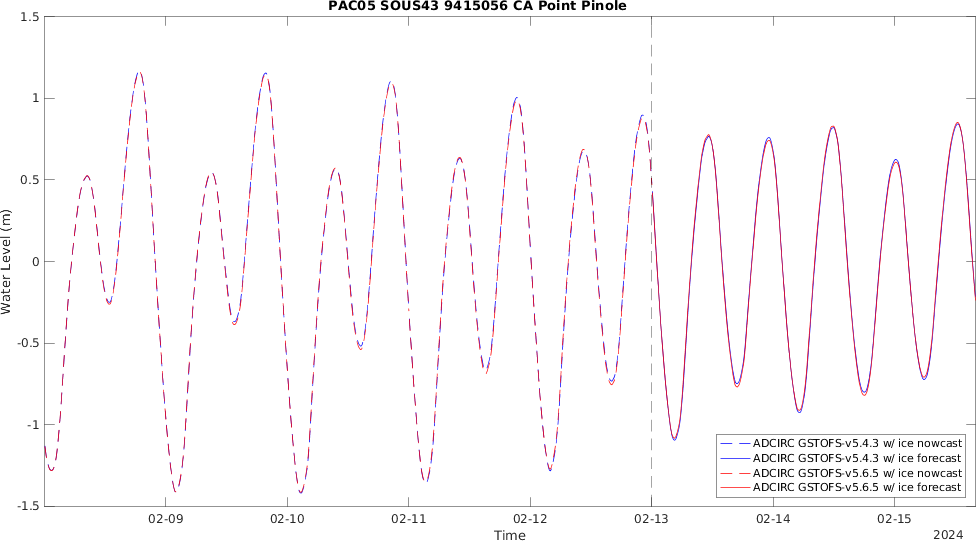 PAC05 SOUS43 9415056 CA Point Pinole
1.5
1
0.5
0
-0.5
-1
-1.5
Water Level (m)
02-09
02-10
02-11
02-12
02-13
02-14
02-15
Time
2024
ADCIRC GSTOFS-v5.4.3 w/ ice nowcast
ADCIRC GSTOFS-v5.4.3 w/ ice forecast
ADCIRC GSTOFS-v5.6.5 w/ ice nowcast
ADCIRC GSTOFS-v5.6.5 w/ ice forecast